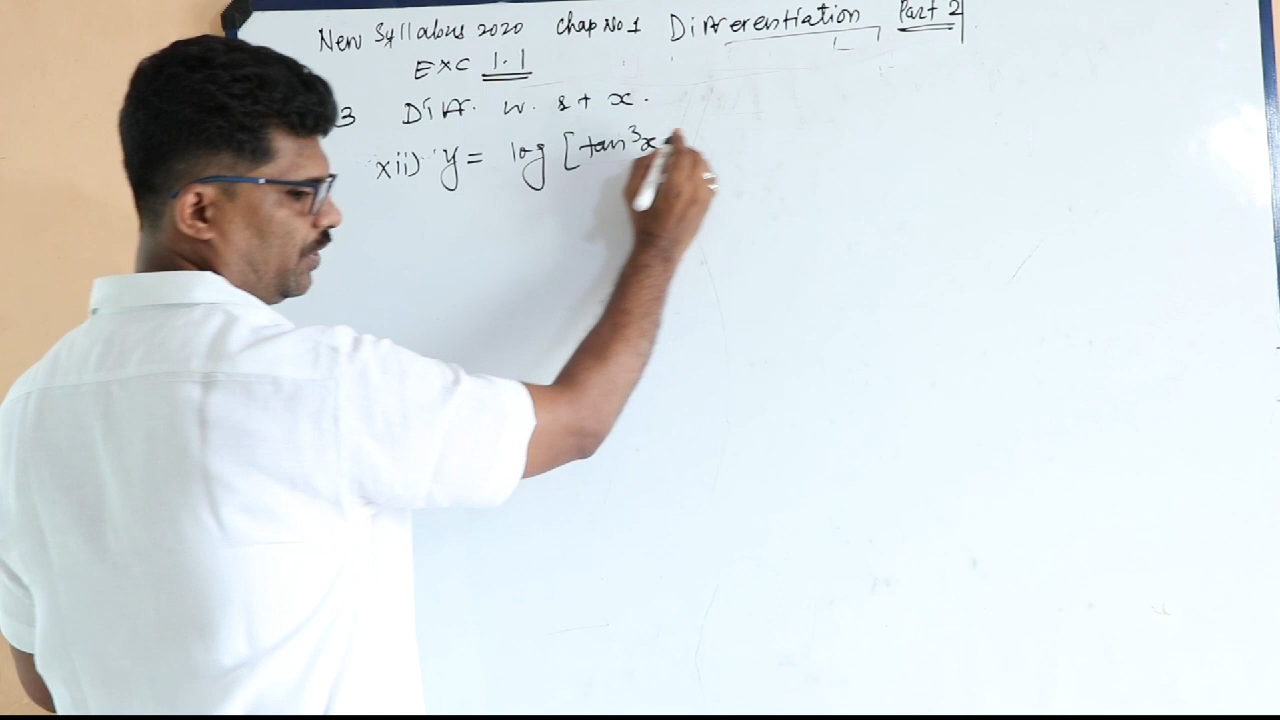 New Syllabus 2020 Chap No 1 Differentiation Part 2
Exc 1.1
3 Diff. w. r t x.
xii) y = log [tan³x